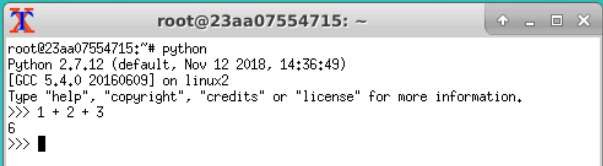 root@23aa07554715: ~
root@23aa07554715:~# python
Python 2.7.12 (default, Nov 12 2018, 14:36:49)
[GCC 5.4.0 20160609] on linux2
Type "help", "copyright", "credits" or "license" for more information.
>>> 1 + 2 + 3
6
>>>